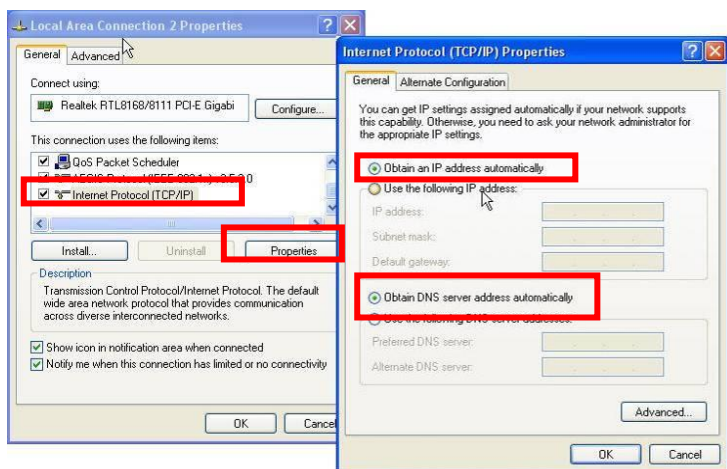 Local Area Connection 2 Properties
General
Advanced
Connect using:
Realtek RTL8168/8111 PCI-E Gigabi
Configure...
This connection uses the following items:
QoS Packet Scheduler
Internet Protocol (TCP/IP)
Install...
Uninstall
Properties
Description
Transmission Control Protocol/Internet Protocol. The default
wide area network protocol that provides communication
across diverse interconnected networks.
Show icon in notification area when connected
Notify me when this connection has limited or no connectivity
OK
Cancel
Internet Protocol (TCP/IP) Properties
General
Alternate Configuration
You can get IP settings assigned automatically if your network supports
this capability. Otherwise, you need to ask your network administrator for
the appropriate IP settings.
Obtain an IP address automatically
Use the following IP address:
IP address:
Subnet mask:
Default gateway:
Obtain DNS server address automatically
Use the following DNS server addresses:
Preferred DNS server:
Alternate DNS server:
Advanced...
OK
Cancel